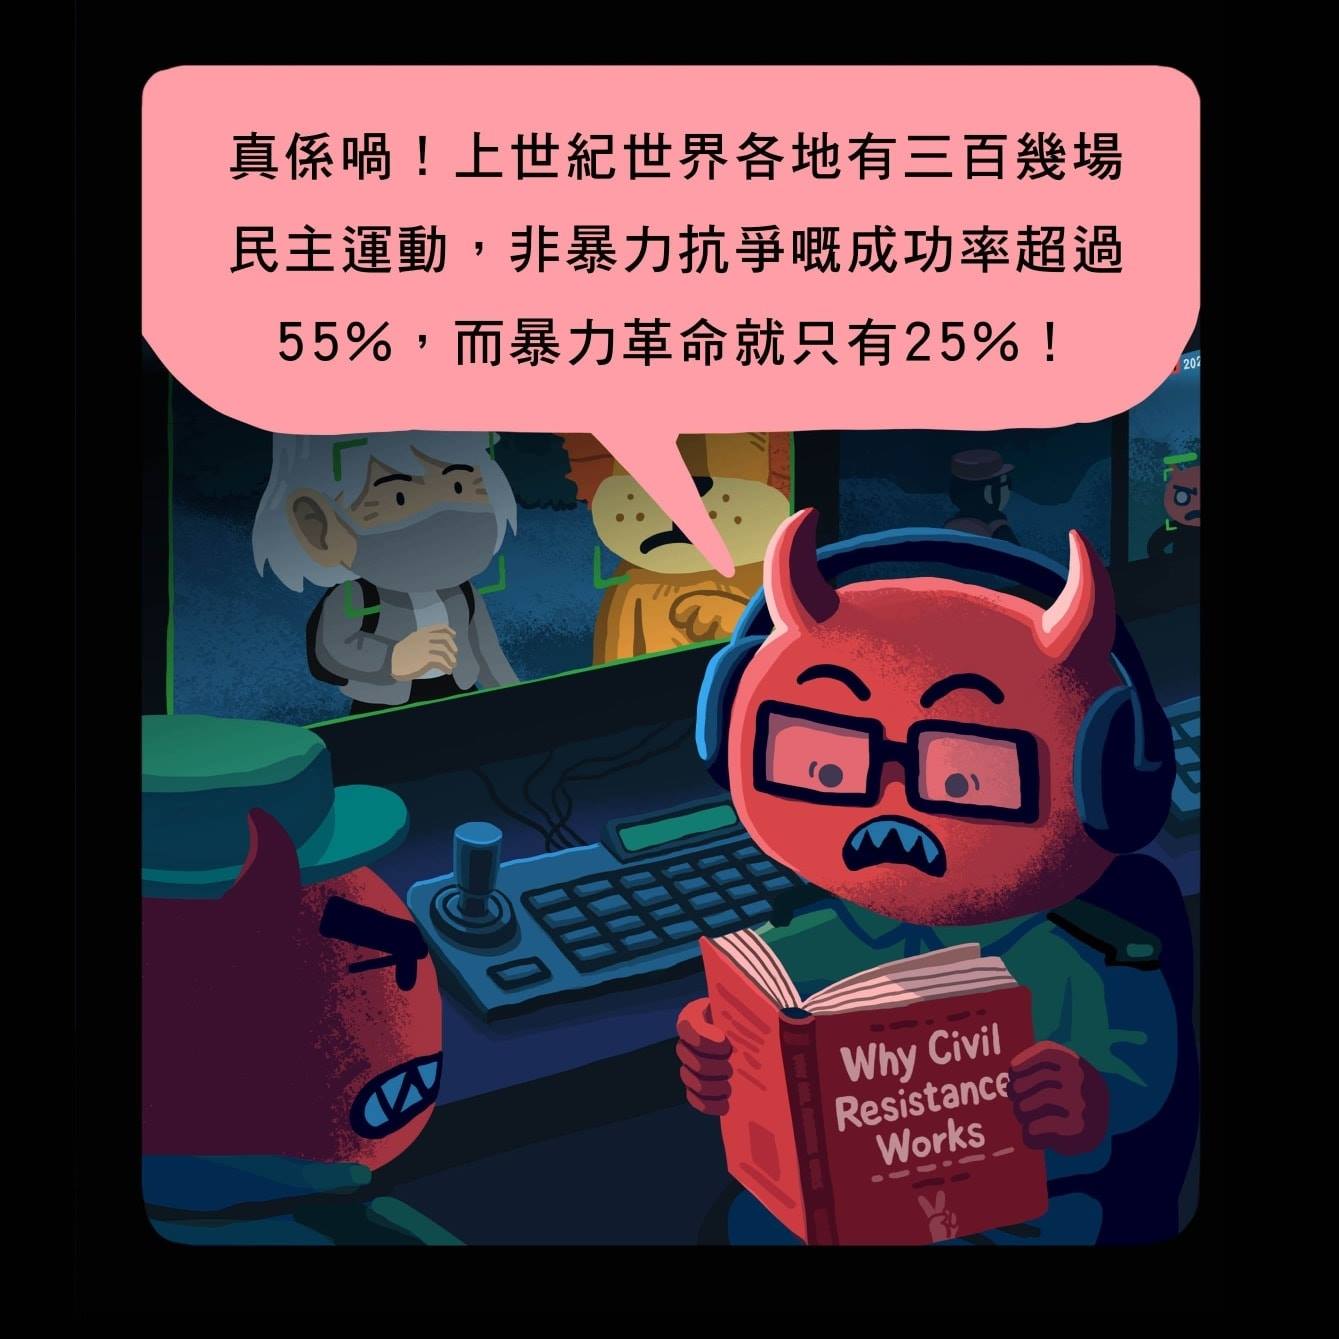 真係喎！上世紀世界各地有三百幾場
民主運動，非暴力抗爭嘅成功率超過
55%，而暴力革命就只有25%！
202
Why Civil
Resistance
Works